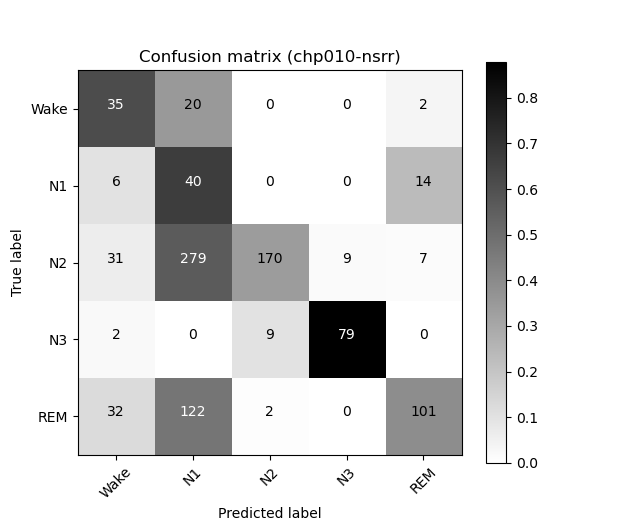 Confusion matrix (chp010-nsrr)
Wake 35 20 0 0 2
N1 6 40 0 0 14
N2 31 279 170 9 7
N3 2 0 9 79 0
REM 32 122 2 0 101
Wake N1 N2 N3 REM
True label
Predicted label
0.8
0.7
0.6
0.5
0.4
0.3
0.2
0.1
0.0